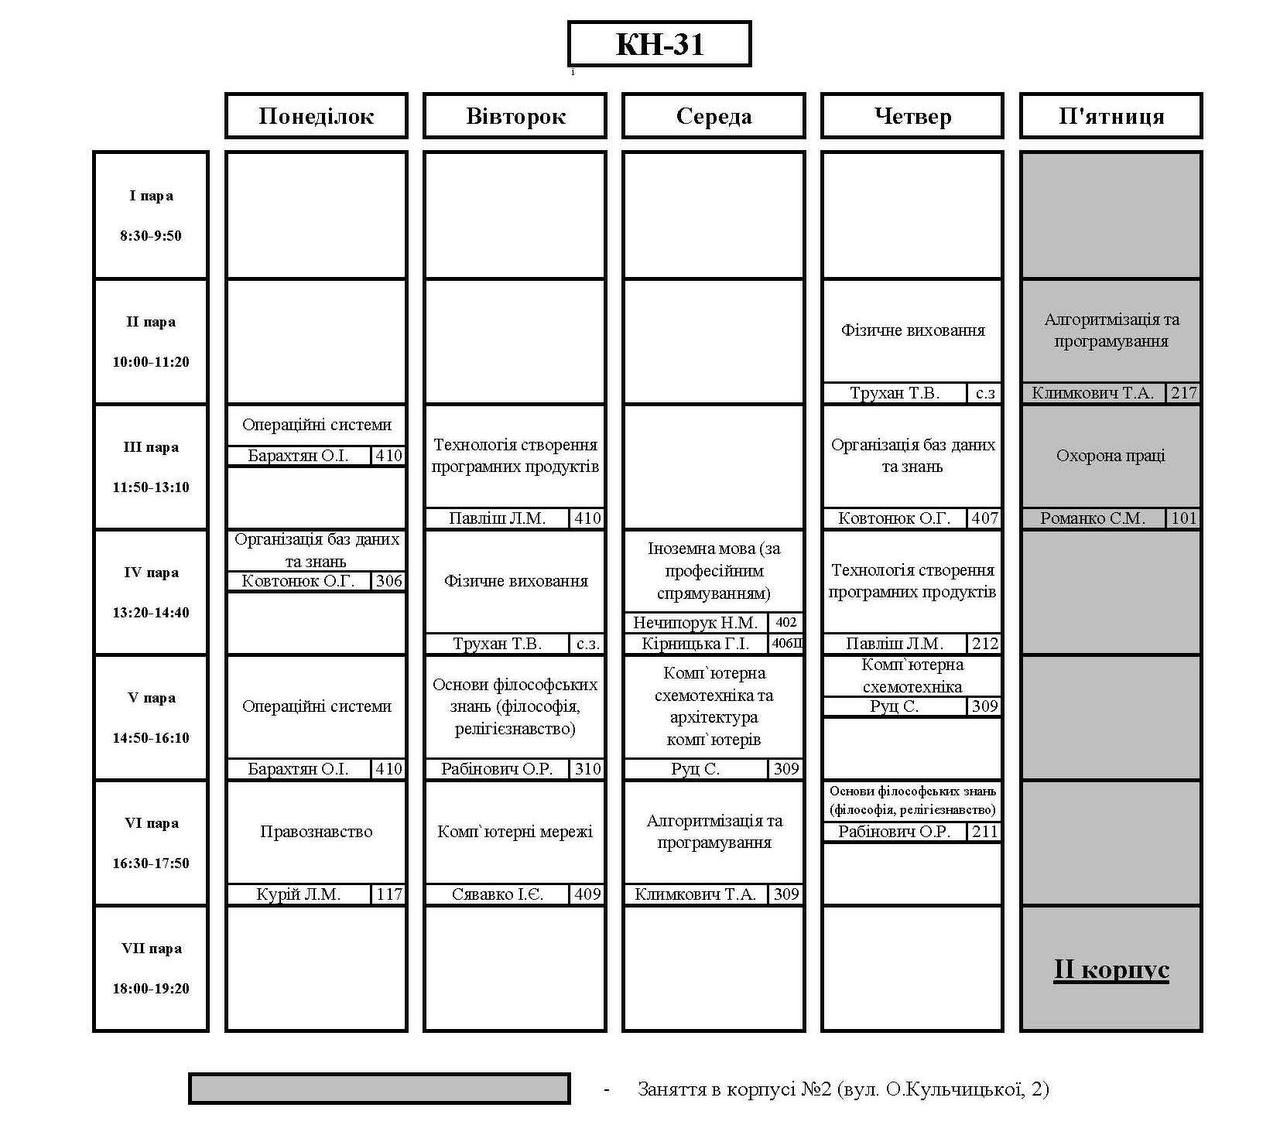 КН-31
і
Понеділок
Вівторок
Середа
Четвер
П'ятниця
І пара
8:30-9:50
ІІ пара
10:00-11:20
Фізичне виховання
Трухан Т.В. с.з
Алгоритмізація та
програмування
Климкович Т.А. 217
ІІІ пара
11:50-13:10
Операційні системи
Барахтян О.І. 410
Технологія створення
програмних продуктів
Павліш Л.М. 410
Організація баз даних
та знань
Ковтонюк О.Г. 407
Охорона праці
Романко С.М. 101
IV пара
13:20-14:40
Організація баз даних
та знань
Ковтонюк О.Г. 306
Фізичне виховання
Трухан Т.В. с.з.
Іноземна мова (за
професійним
спрямуванням)
Нечипорук Н.М. 402
Кірницька Г.І. 406П
Технологія створення
програмних продуктів
Павліш Л.М. 212
V пара
14:50-16:10
Операційні системи
Барахтян О.І. 410
Основи філософських
знань (філософія,
релігієзнавство)
Рабінович О.Р. 310
Комп`ютерна
схемотехніка та
архітектура
комп`ютерів
Руц С. 309
Комп`ютерна
схемотехніка
Руц С. 309
VI пара
16:30-17:50
Правознавство
Курій Л.М. 117
Комп`ютерні мережі
Сявавко І.Є. 409
Алгоритмізація та
програмування
Климкович Т.А. 309
Основи філософських знань
(філософія, релігієзнавство)
Рабінович О.Р. 211
VII пара
18:00-19:20
ІІ корпус
- Заняття в корпусі №2 (вул. О.Кульчицької, 2)